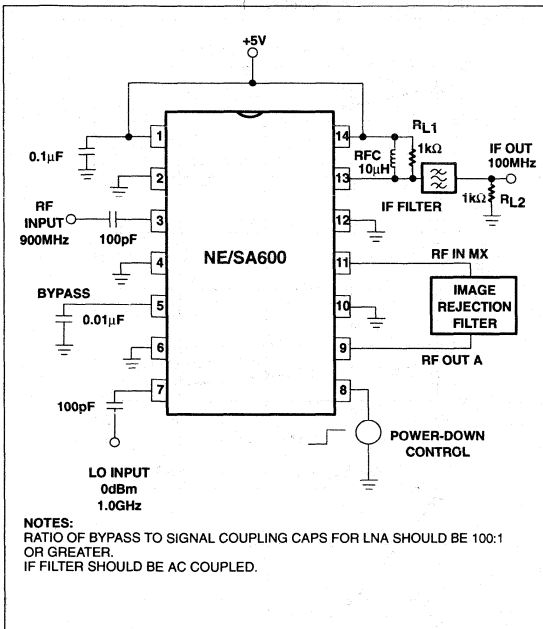 +5V
0.1µF
1
14
RL1
1kΩ
RFC
10µH
IF OUT
100MHz
2
13
IF FILTER
1kΩ
RL2
RF
INPUT
900MHz
100pF
3
12
4
NE/SA600
11
RF IN MX
BYPASS
0.01µF
5
10
IMAGE
REJECTION
FILTER
6
9
RF OUT A
100pF
7
8
POWER-DOWN
CONTROL
LO INPUT
0dBm
1.0GHz
NOTES:
RATIO OF BYPASS TO SIGNAL COUPLING CAPS FOR LNA SHOULD BE 100:1
OR GREATER.
IF FILTER SHOULD BE AC COUPLED.